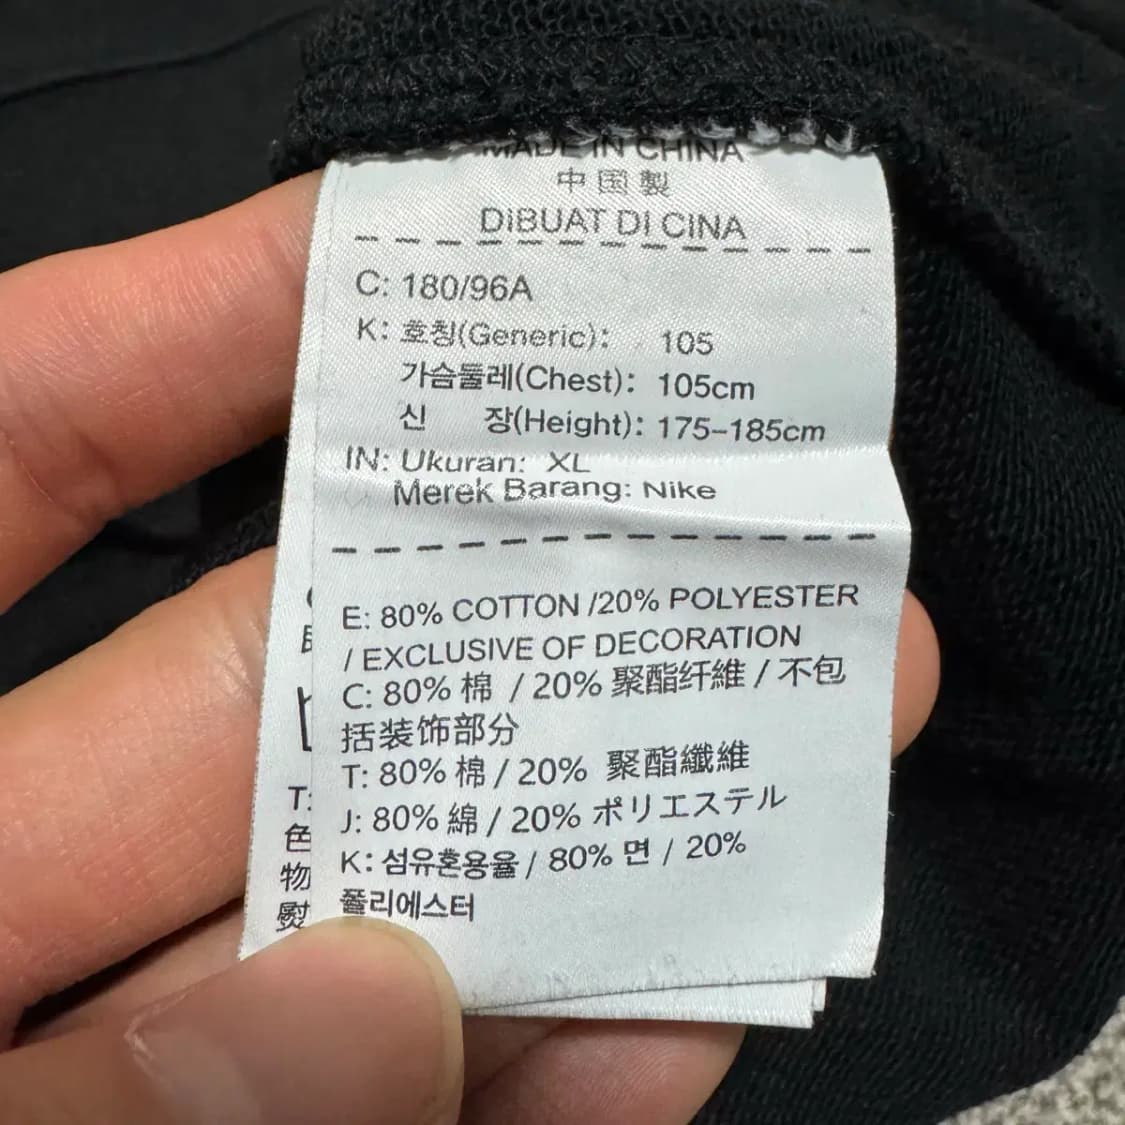 MADE IN CHINA
中国製
DIBUAT DI CINA
C: 180/96A
K: 호칭(Generic): 105
가슴둘레(Chest): 105cm
신 장(Height): 175-185cm
IN: Ukuran: XL
Merek Barang: Nike
E: 80% COTTON /20% POLYESTER
/ EXCLUSIVE OF DECORATION
C: 80% 棉 / 20% 聚酯纤維 / 不包
括装饰部分
T: 80% 棉 / 20% 聚酯纖維
J: 80% 綿 / 20% ポリエステル
K: 섬유혼용율 / 80% 면 / 20%
폴리에스터
T:
色
物
熨